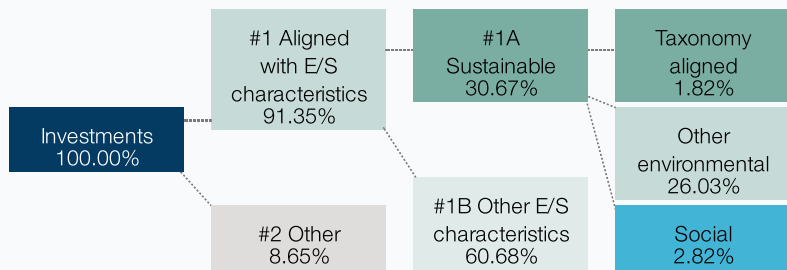 Investments
100.00%
#1 Aligned
with E/S
characteristics
91.35%
#2 Other
8.65%
#1A
Sustainable
30.67%
#1B Other E/S
characteristics
60.68%
Taxonomy
aligned
1.82%
Other
environmental
26.03%
Social
2.82%